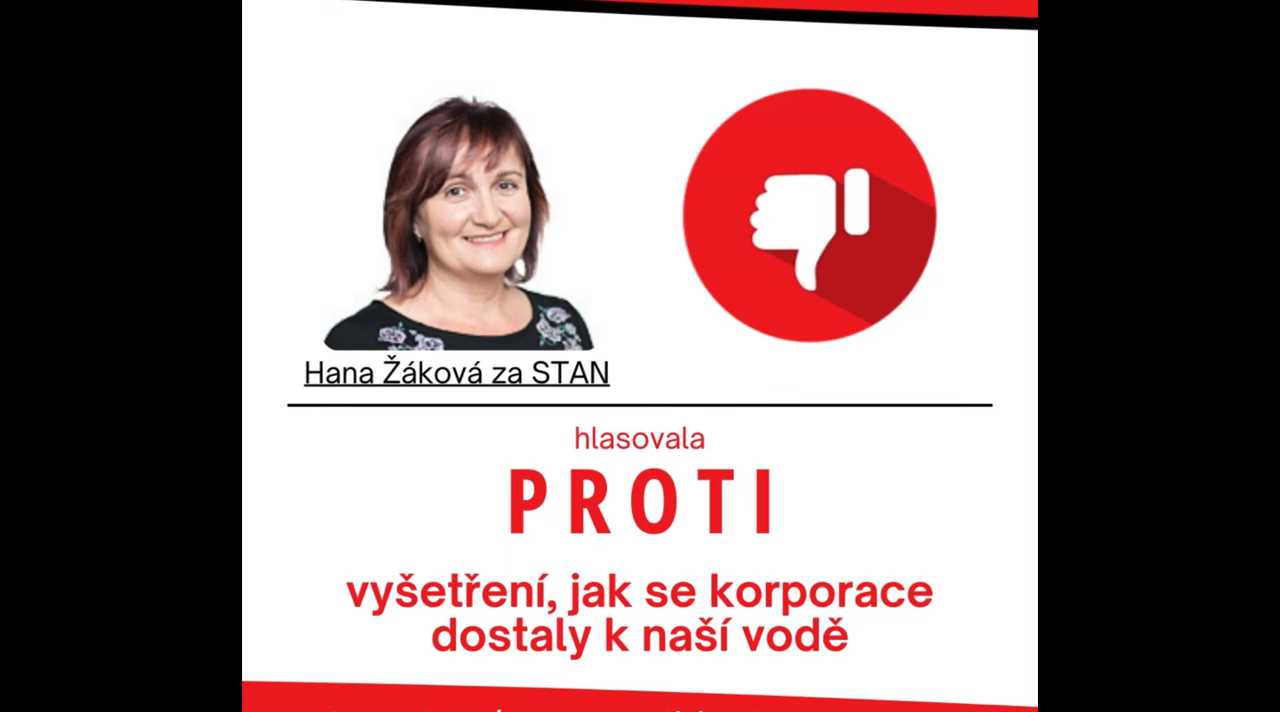 Hana Žáková za STAN
hlasovala
PROTI
vyšetření, jak se korporace
dostaly k naší vodě